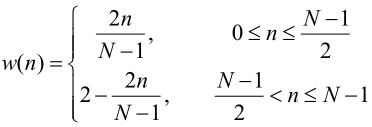 w(n) = { 2n/(N−1), 0 ≤ n ≤ (N−1)/2
2 − 2n/(N−1), (N−1)/2 < n ≤ N−1